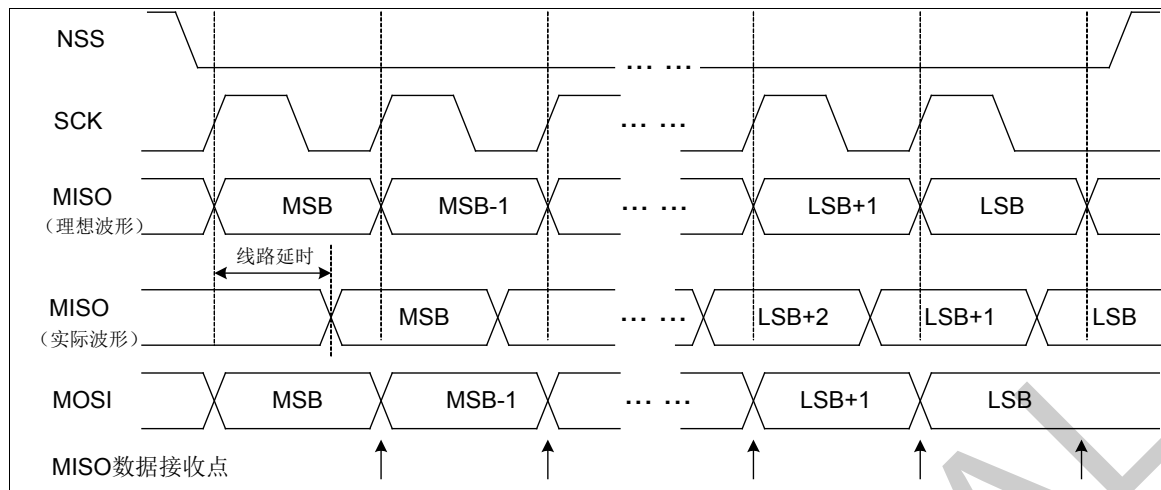 NSS
... ...
SCK
... ...
MISO
(理想波形)
MSB
MSB-1
... ...
LSB+1
LSB
线路延时
MISO
(实际波形)
MSB
... ...
LSB+2
LSB+1
LSB
MOSI
MSB
MSB-1
... ...
LSB+1
LSB
MISO数据接收点